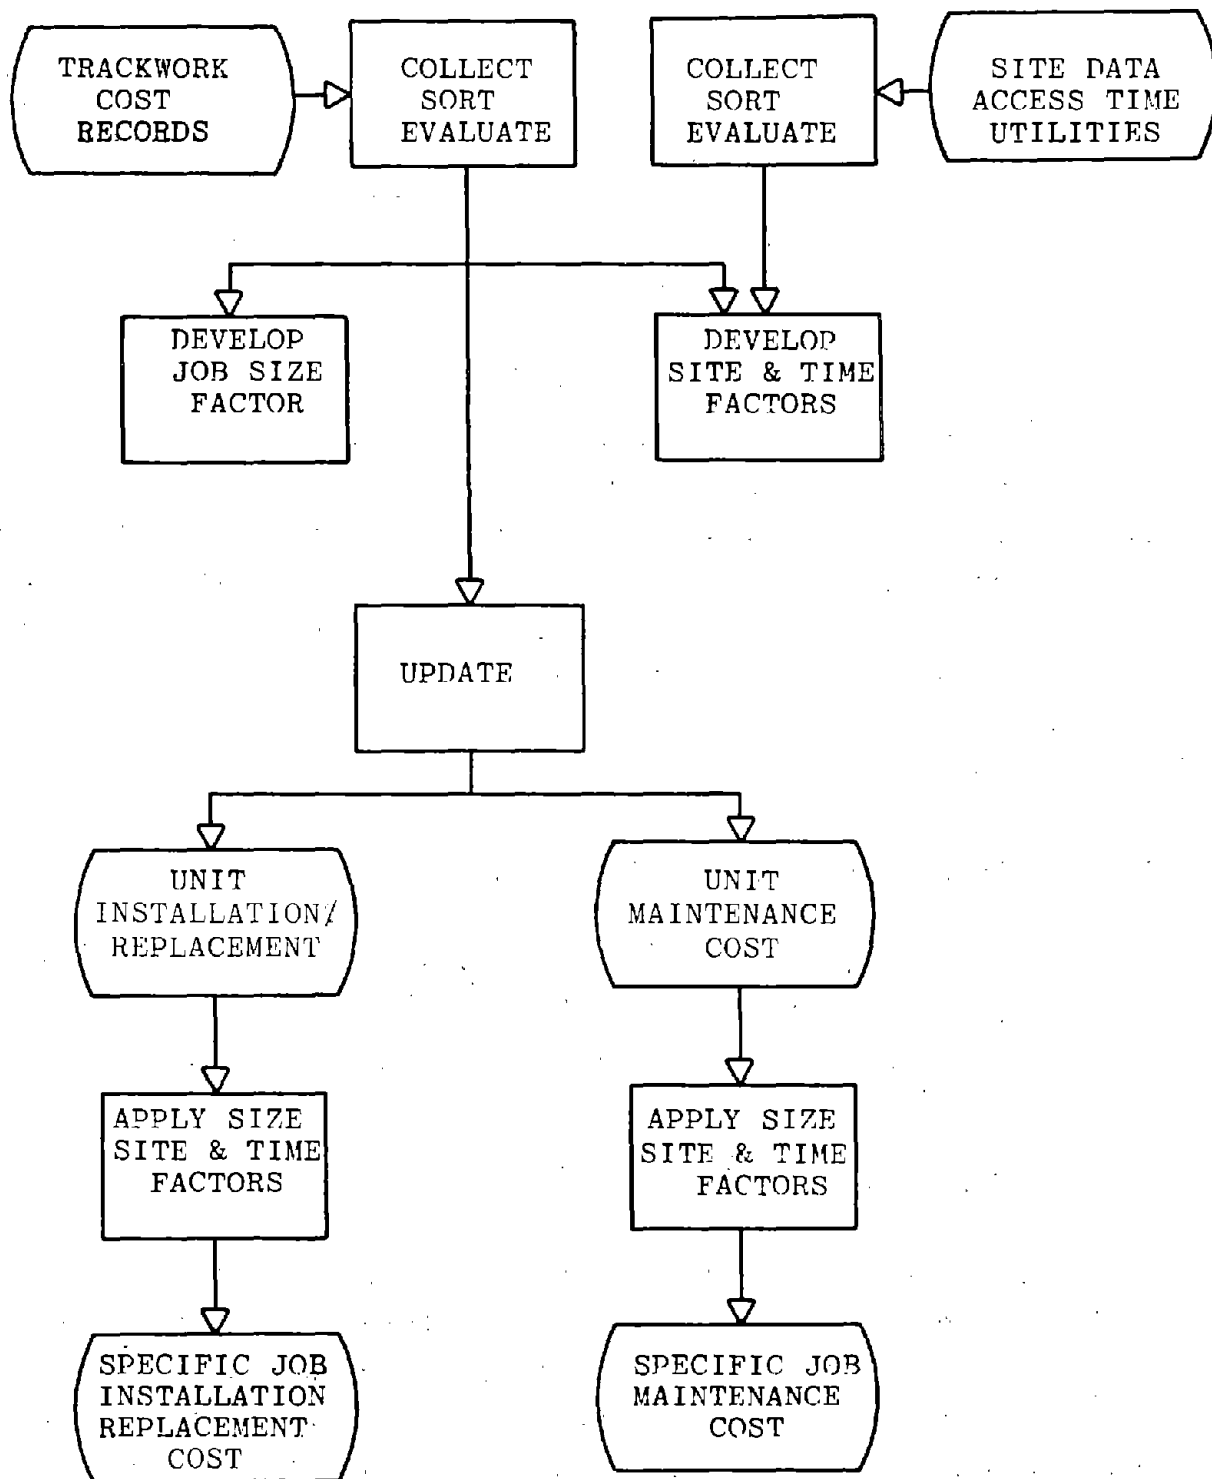 TRACKWORK
COST
RECORDS
COLLECT
SORT
EVALUATE
COLLECT
SORT
EVALUATE
SITE DATA
ACCESS TIME
UTILITIES
DEVELOP
JOB SIZE
FACTOR
DEVELOP
SITE & TIME
FACTORS
UPDATE
UNIT
INSTALLATION/
REPLACEMENT
UNIT
MAINTENANCE
COST
APPLY SIZE
SITE & TIME
FACTORS
APPLY SIZE
SITE & TIME
FACTORS
SPECIFIC JOB
INSTALLATION
REPLACEMENT
COST
SPECIFIC JOB
MAINTENANCE
COST